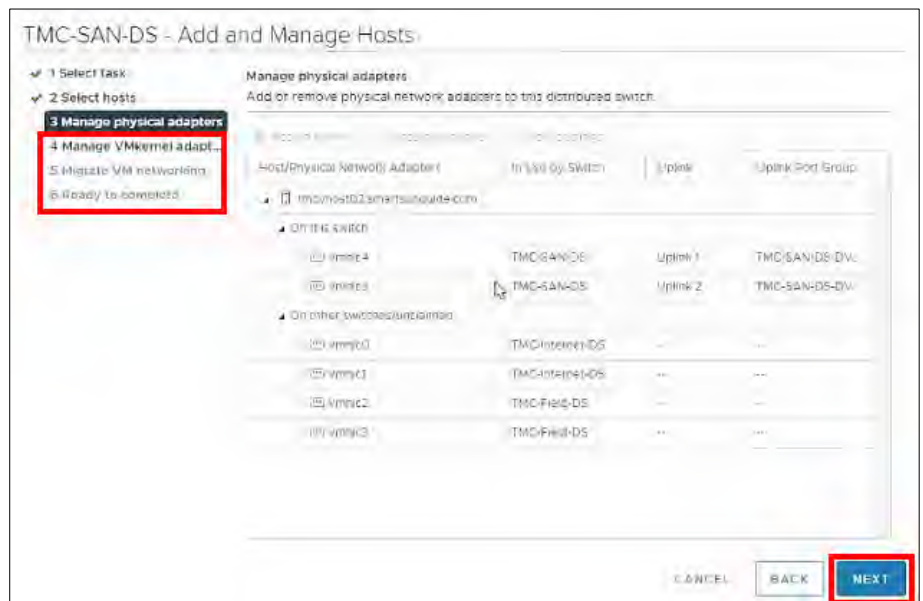 TMC-SAN-DS - Add and Manage Hosts
✔ 1 Select task
✔ 2 Select hosts
3 Manage physical adapters
4 Manage VMkernel adapt...
5 Migrate VM networking
6 Ready to complete
Manage physical adapters
Add or remove physical network adapters to this distributed switch.
Host/Physical Network Adapters In Use by Switch Uplink Uplink Port Group
On this switch
vmnic4 TMC-SAN-DS Uplink 1 TMC-SAN-DS-DV...
TMC-SAN-DS Uplink 2 TMC-SAN-DS-DV...
On other switches/unclaimed
vmnic0 TMC-Internet-DS -- --
vmnic1 TMC-Internet-DS -- --
vmnic2 TMC-Field-DS -- --
vmnic3 TMC-Field-DS -- --
CANCEL BACK NEXT